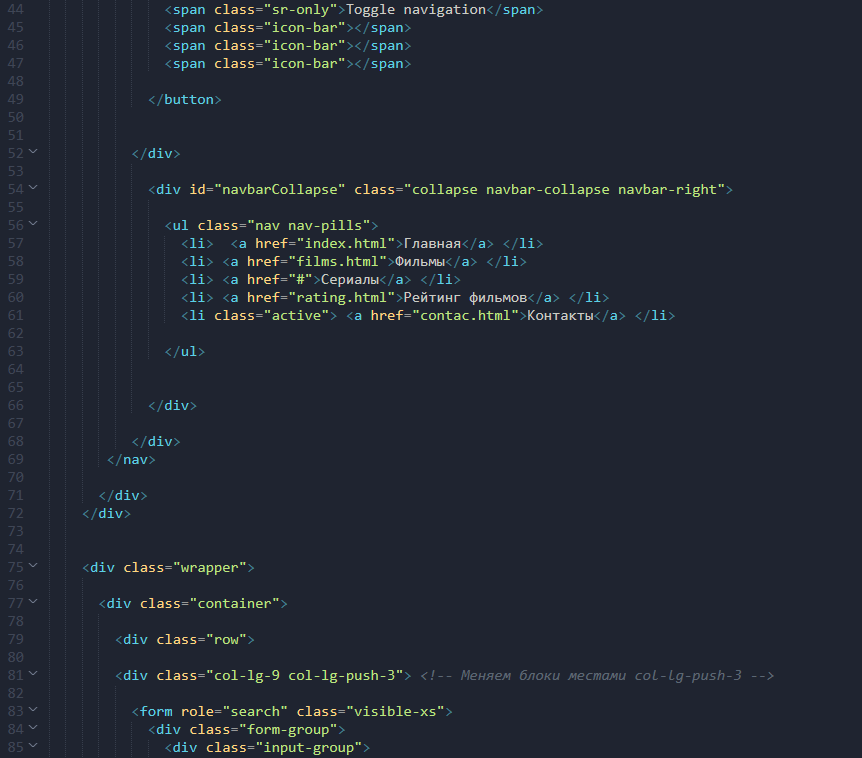 44 <span class="sr-only">Toggle navigation</span>
45 <span class="icon-bar"></span>
46 <span class="icon-bar"></span>
47 <span class="icon-bar"></span>
48
49 </button>
50
51
52 </div>
53
54 <div id="navbarCollapse" class="collapse navbar-collapse navbar-right">
55
56 <ul class="nav nav-pills">
57 <li>  <a href="index.html">Главная</a> </li>
58 <li> <a href="films.html">Фильмы</a> </li>
59 <li> <a href="#">Сериалы</a> </li>
60 <li> <a href="rating.html">Рейтинг фильмов</a> </li>
61 <li class="active"> <a href="contac.html">Контакты</a> </li>
62
63 </ul>
64
65
66 </div>
67
68 </div>
69 </nav>
70
71 </div>
72 </div>
73
74
75 <div class="wrapper">
76
77 <div class="container">
78
79 <div class="row">
80
81 <div class="col-lg-9 col-lg-push-3"> <!-- Меняем блоки местами col-lg-push-3 -->
82
83 <form role="search" class="visible-xs">
84 <div class="form-group">
85 <div class="input-group">